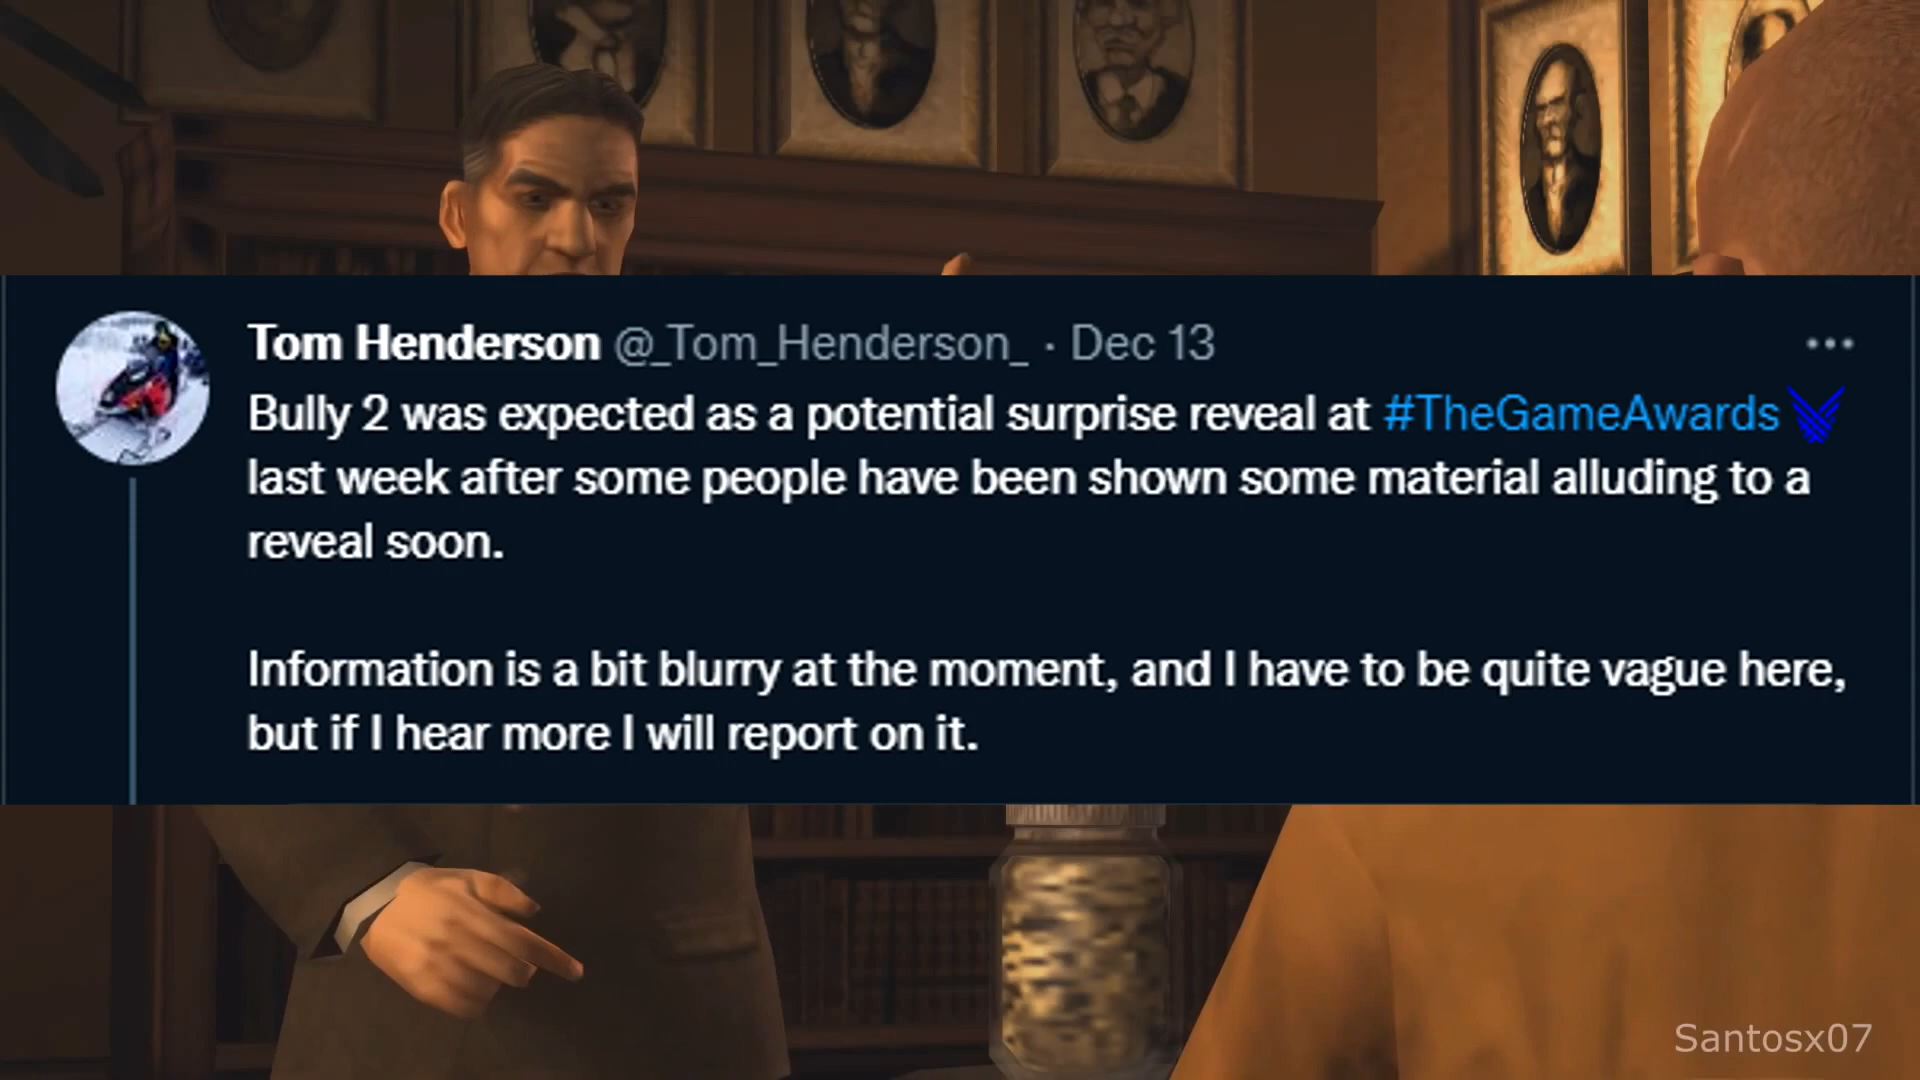 Tom Henderson @_Tom_Henderson_ · Dec 13
Bully 2 was expected as a potential surprise reveal at #TheGameAwards
last week after some people have been shown some material alluding to a
reveal soon.
Information is a bit blurry at the moment, and I have to be quite vague here,
but if I hear more I will report on it.
Santosx07